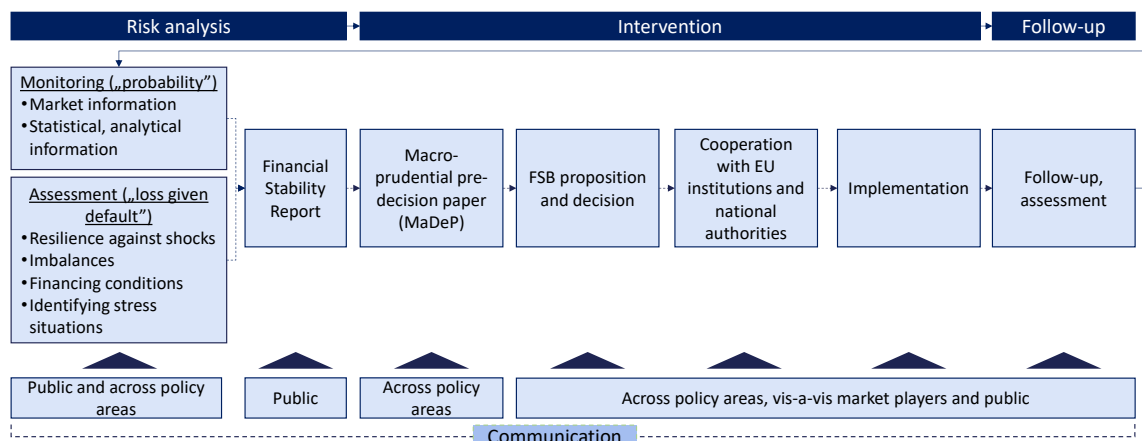 Risk analysis
Intervention
Follow-up
Monitoring („probability”)
•Market information
•Statistical, analytical
information
Assessment („loss given
default”)
•Resilience against shocks
•Imbalances
•Financing conditions
•Identifying stress
situations
Financial
Stability
Report
Macro-
prudential pre-
decision paper
(MaDeP)
FSB proposition
and decision
Cooperation
with EU
institutions and
national
authorities
Implementation
Follow-up,
assessment
Public and across policy
areas
Public
Across policy
areas
Across policy areas, vis-a-vis market players and public
Communication